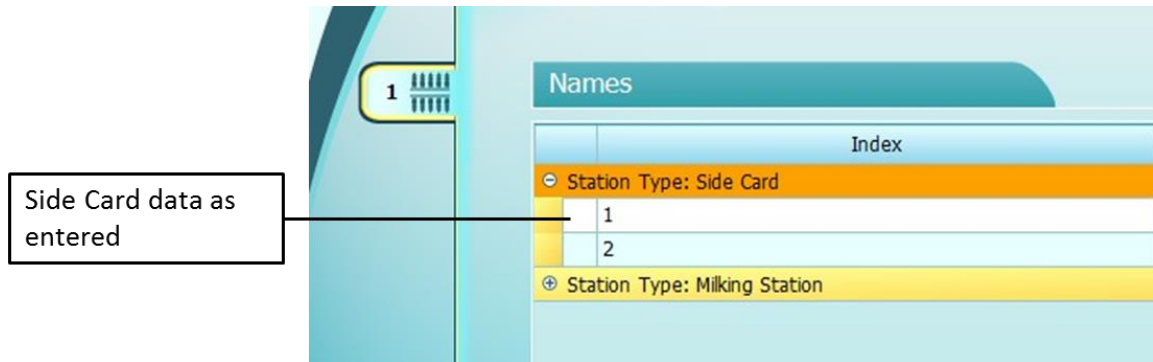 1
Names
Index
Station Type: Side Card
1
2
Station Type: Milking Station
Side Card data as
entered